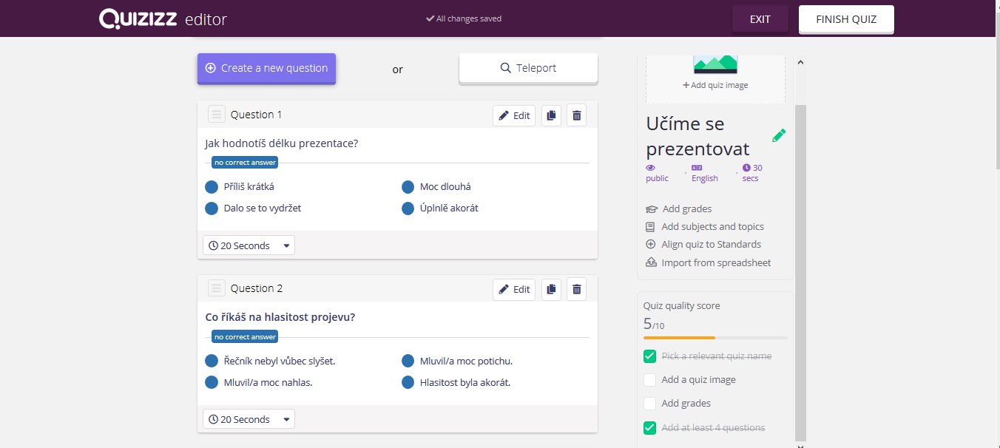 QUIZIZZ editor
All changes saved
EXIT
FINISH QUIZ
Create a new question
or
Teleport
Question 1
Edit
Jak hodnotíš délku prezentace?
no correct answer
Příliš krátká
Moc dlouhá
Dalo se to vydržet
Úplnlě akorát
20 Seconds
Question 2
Edit
Co říkáš na hlasitost projevu?
no correct answer
Řečník nebyl vůbec slyšet.
Mluvil/a moc potichu.
Mluvil/a moc nahlas.
Hlasitost byla akorát.
20 Seconds
+ Add quiz image
Učíme se
prezentovat
public
English
30
secs
Add grades
Add subjects and topics
Align quiz to Standards
Import from spreadsheet
Quiz quality score
5/10
Pick a relevant quiz name
Add a quiz image
Add grades
Add at least 4 questions